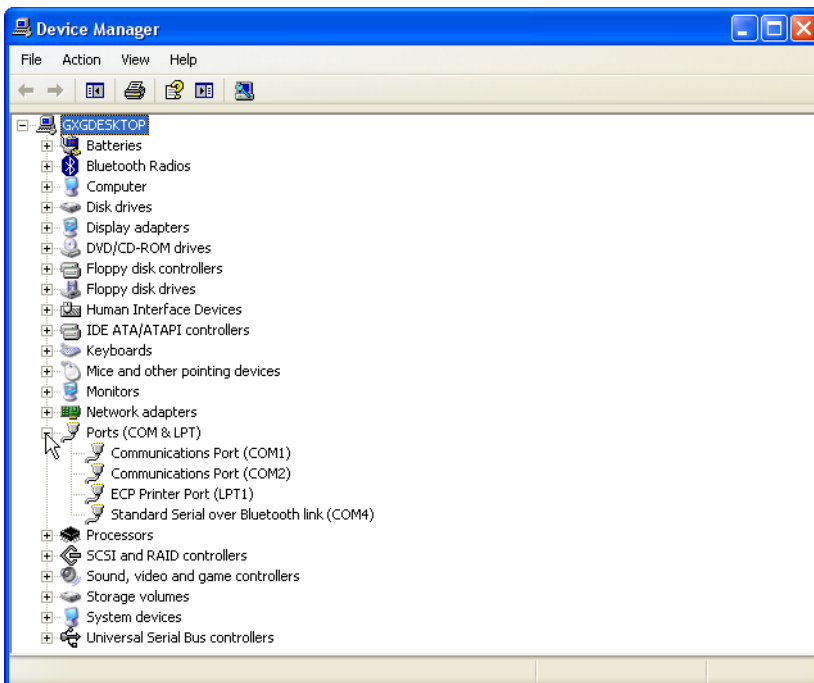 Device Manager
File Action View Help
GXGDESKTOP
Batteries
Bluetooth Radios
Computer
Disk drives
Display adapters
DVD/CD-ROM drives
Floppy disk controllers
Floppy disk drives
Human Interface Devices
IDE ATA/ATAPI controllers
Keyboards
Mice and other pointing devices
Monitors
Network adapters
Ports (COM & LPT)
Communications Port (COM1)
Communications Port (COM2)
ECP Printer Port (LPT1)
Standard Serial over Bluetooth link (COM4)
Processors
SCSI and RAID controllers
Sound, video and game controllers
Storage volumes
System devices
Universal Serial Bus controllers